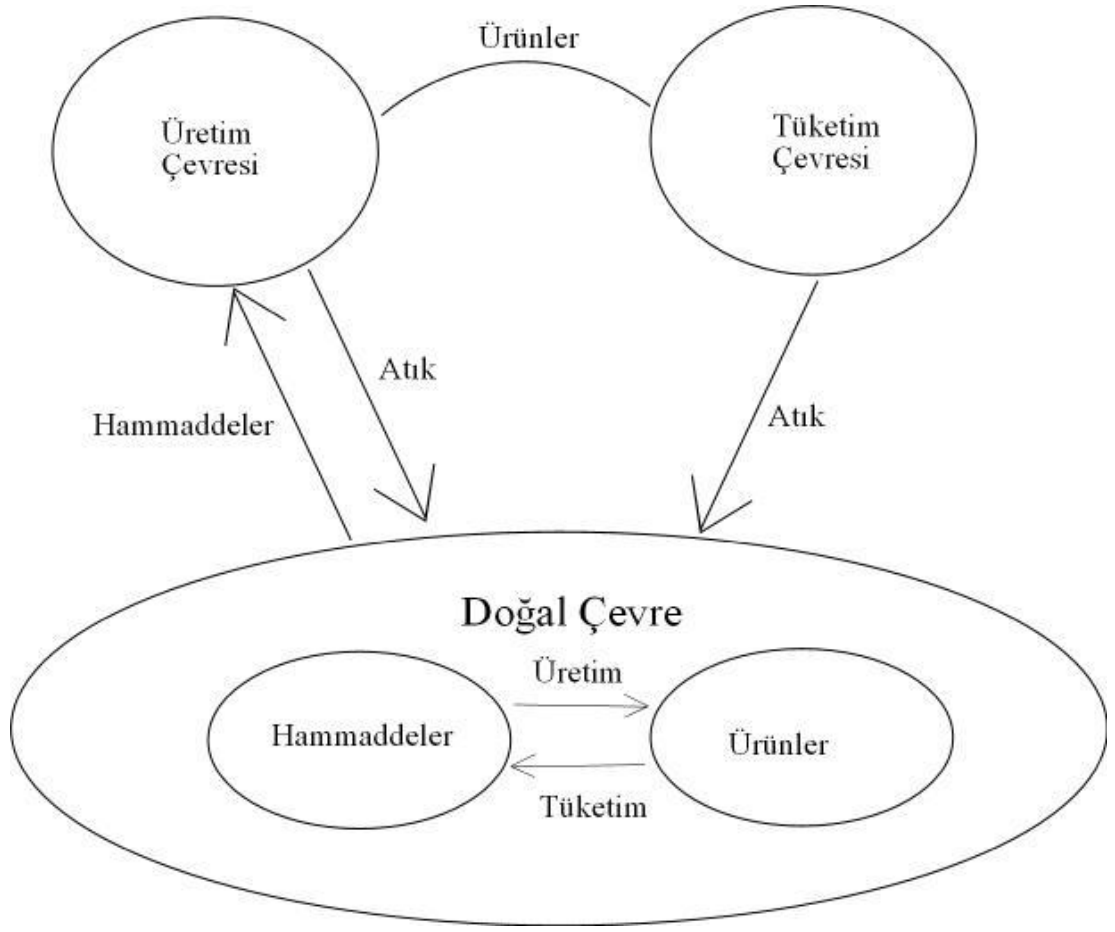 Ürünler
Üretim
Çevresi
Tüketim
Çevresi
Atık
Hammaddeler
Atık
Doğal Çevre
Üretim
Hammaddeler
Ürünler
Tüketim